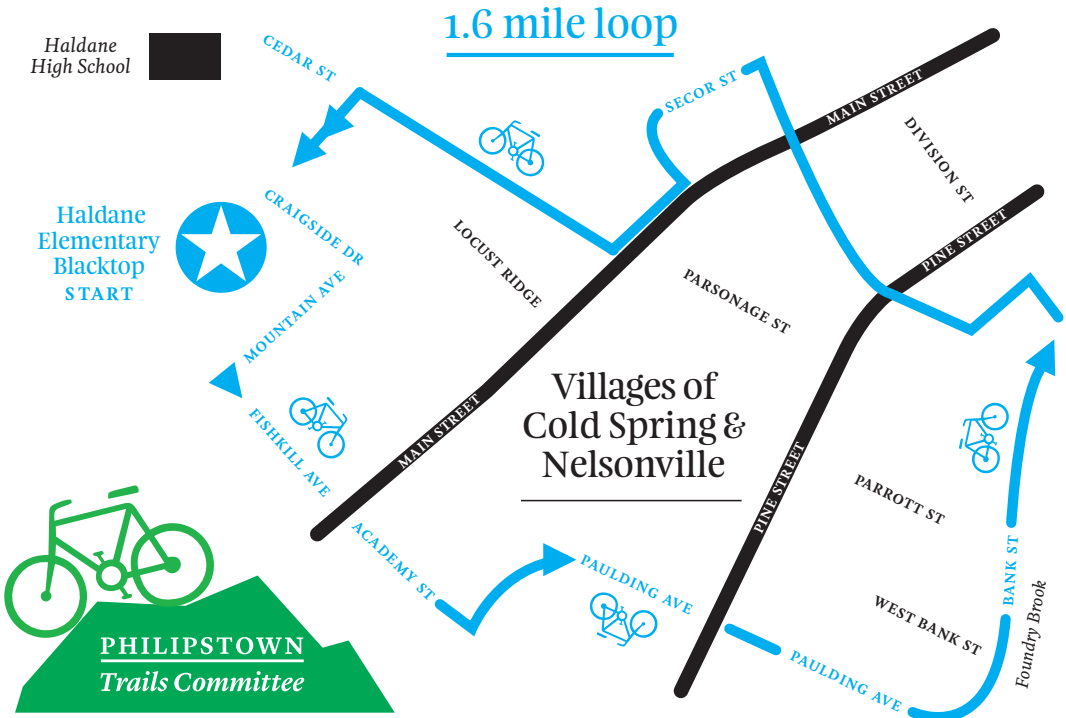 1.6 mile loop
Haldane
High School
CEDAR ST
SECOR ST
MAIN STREET
DIVISION ST
CRAIGSIDE DR
Haldane
Elementary
Blacktop
START
LOCUST RIDGE
PINE STREET
MOUNTAIN AVE
PARSONAGE ST
Villages of
Cold Spring &
Nelsonville
MAIN STREET
FISHKILL AVE
PINE STREET
PARROTT ST
ACADEMY ST
PAULDING AVE
BANK ST
WEST BANK ST
Foundry Brook
PAULDING AVE
PHILIPSTOWN
Trails Committee